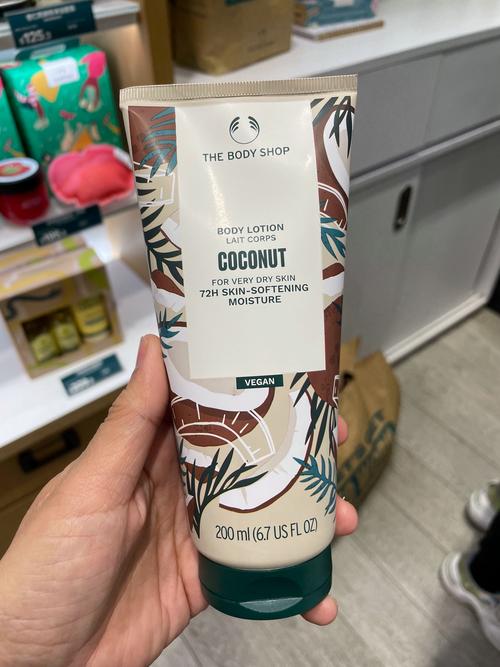 THE BODY SHOP
BODY LOTION
LAIT CORPS
COCONUT
FOR VERY DRY SKIN
72H SKIN-SOFTENING
MOISTURE
VEGAN
200 ml (6.7 US FL OZ)